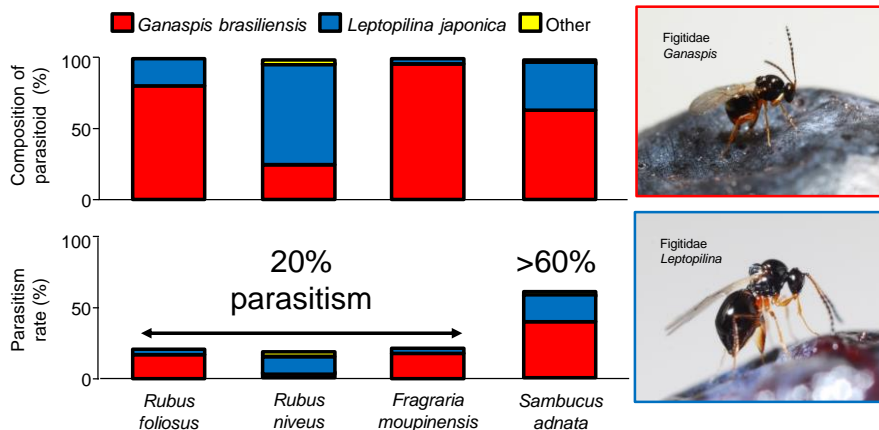 Ganaspis brasiliensis Leptopilina japonica Other
Composition of
parasitoid (%)
100
50
0
Figitidae
Ganaspis
Parasitism
rate (%)
100
50
0
20%
parasitism
>60%
Figitidae
Leptopilina
Rubus
foliosus
Rubus
niveus
Fragraria
moupinensis
Sambucus
adnata